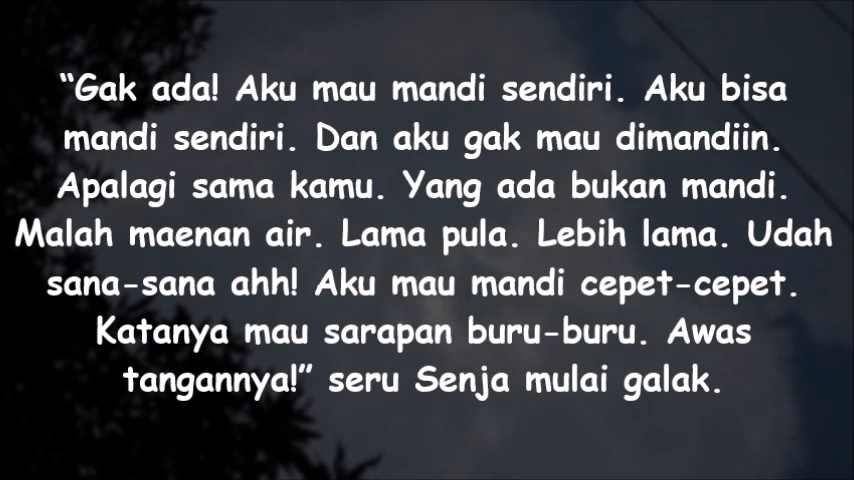 “Gak ada! Aku mau mandi sendiri. Aku bisa
mandi sendiri. Dan aku gak mau dimandiin.
Apalagi sama kamu. Yang ada bukan mandi.
Malah maenan air. Lama pula. Lebih lama. Udah
sana-sana ahh! Aku mau mandi cepet-cepet.
Katanya mau sarapan buru-buru. Awas
tangannya!” seru Senja mulai galak.